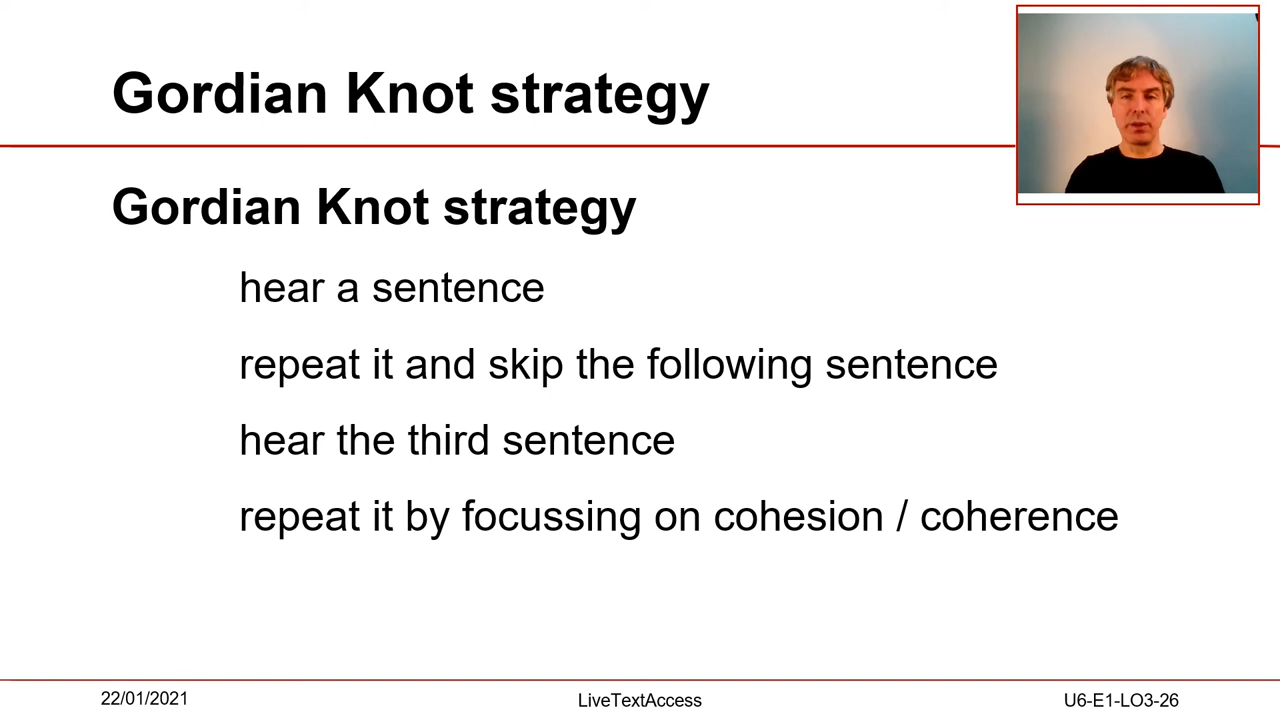 Gordian Knot strategy
Gordian Knot strategy
hear a sentence
repeat it and skip the following sentence
hear the third sentence
repeat it by focussing on cohesion / coherence
22/01/2021
LiveTextAccess
U6-E1-LO3-26